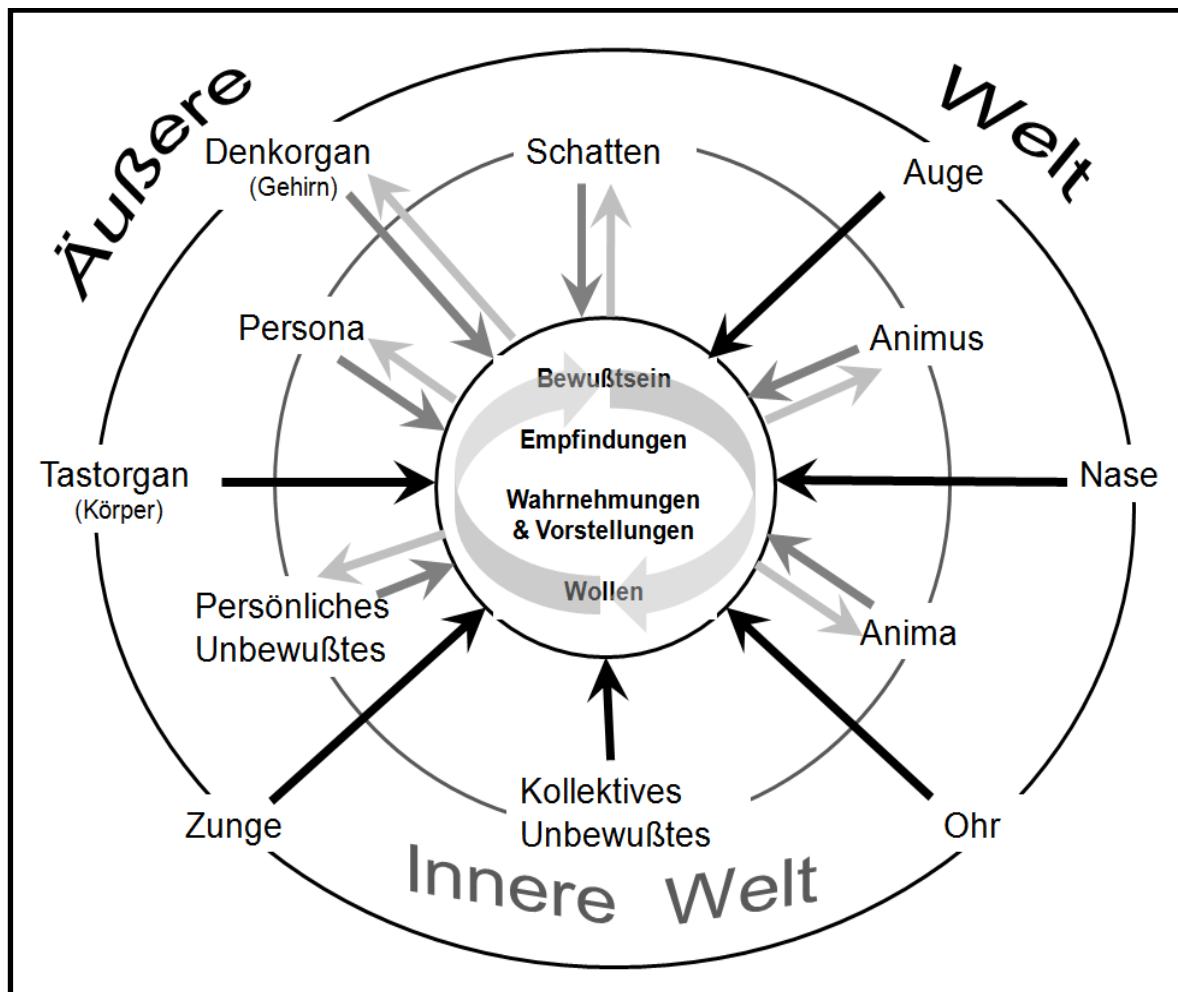 Äußere Welt
Denkorgan
(Gehirn)
Schatten
Auge
Persona
Animus
Bewußtsein
Empfindungen
Tastorgan
(Körper)
Wahrnehmungen
& Vorstellungen
Nase
Wollen
Persönliches
Unbewußtes
Anima
Kollektives
Unbewußtes
Zunge
Ohr
Innere Welt